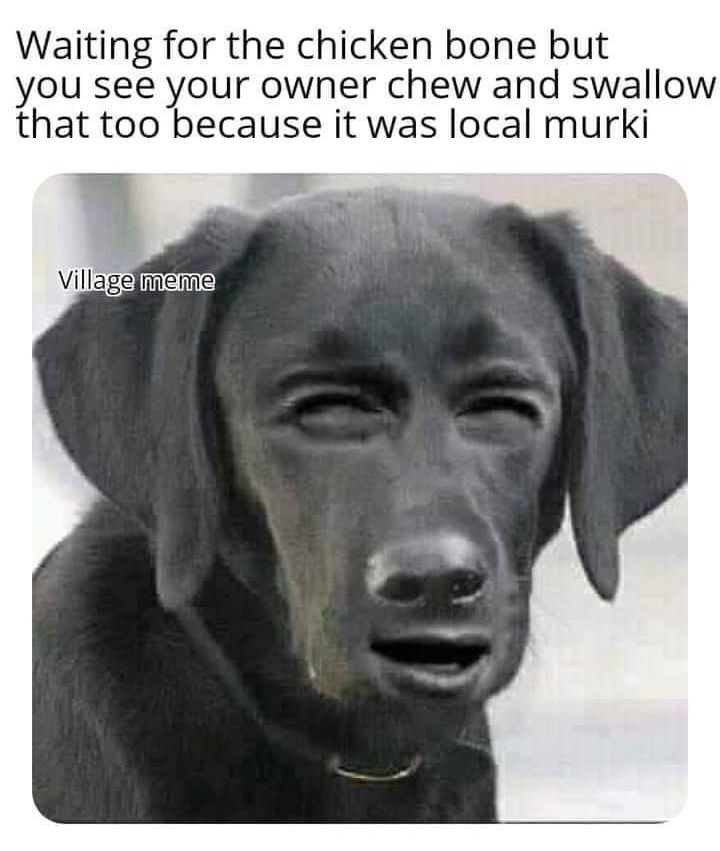 Waiting for the chicken bone but
you see your owner chew and swallow
that too because it was local murki
Village meme